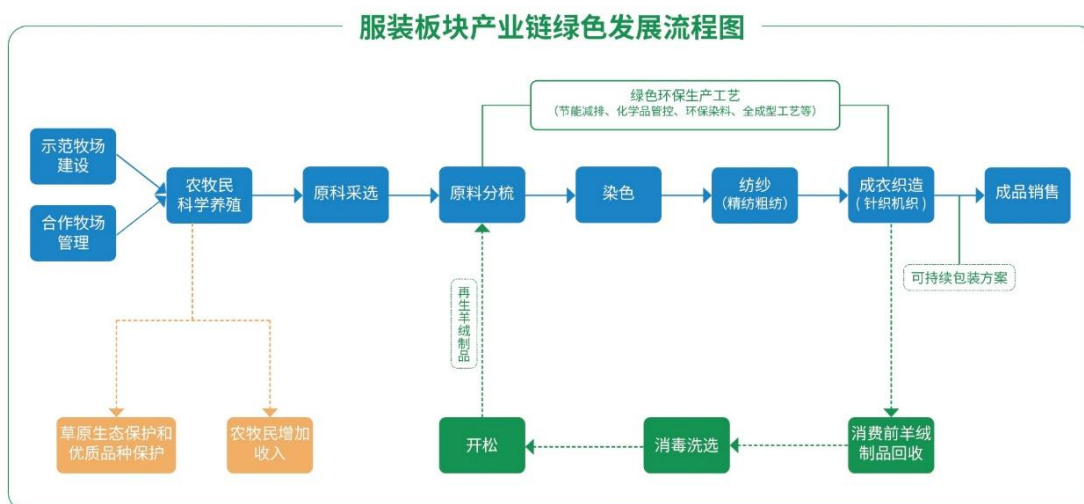 服装板块产业链绿色发展流程图
绿色环保生产工艺
（节能减排、化学品管控、环保染料、全成型工艺等）
示范牧场
建设
合作牧场
管理
农牧民
科学养殖
原科采选
原料分梳
染色
纺纱
（精纺粗纺）
成衣织造
（针织机织）
成品销售
可持续包装方案
再生羊绒制品
草原生态保护和
优质品种保护
农牧民增加
收入
开松
消毒洗选
消费前羊绒
制品回收